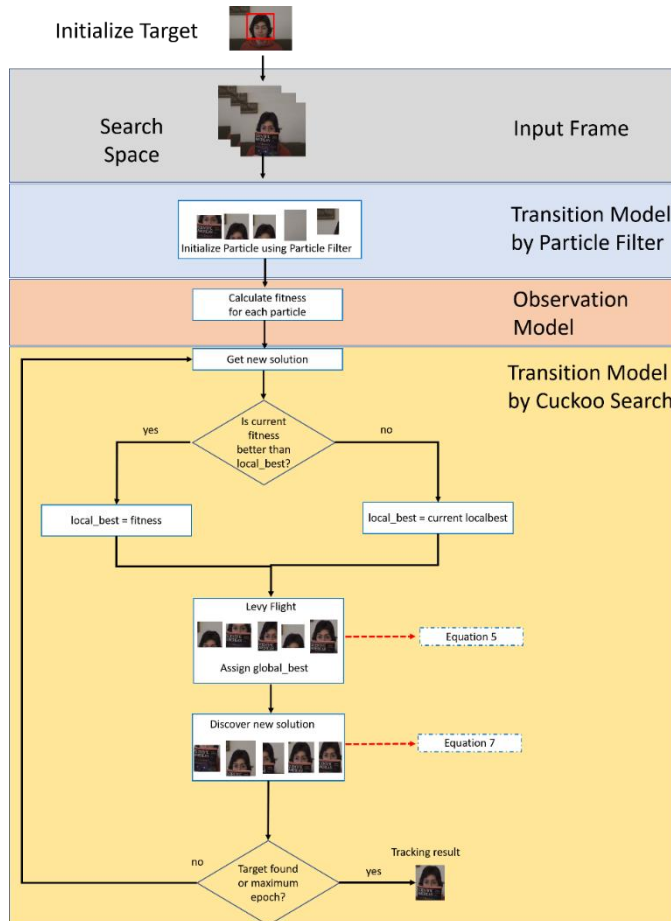 Initialize Target
Search
Space
Input Frame
Transition Model
by Particle Filter
Initialize Particle using Particle Filter
Calculate fitness
for each particle
Observation
Model
Get new solution
Transition Model
by Cuckoo Search
Is current
fitness
better than
local_best?
yes
no
local_best = fitness
local_best = current localbest
Levy Flight
Equation 5
Assign global_best
Discover new solution
Equation 7
no
Target found
or maximum
epoch?
yes
Tracking result